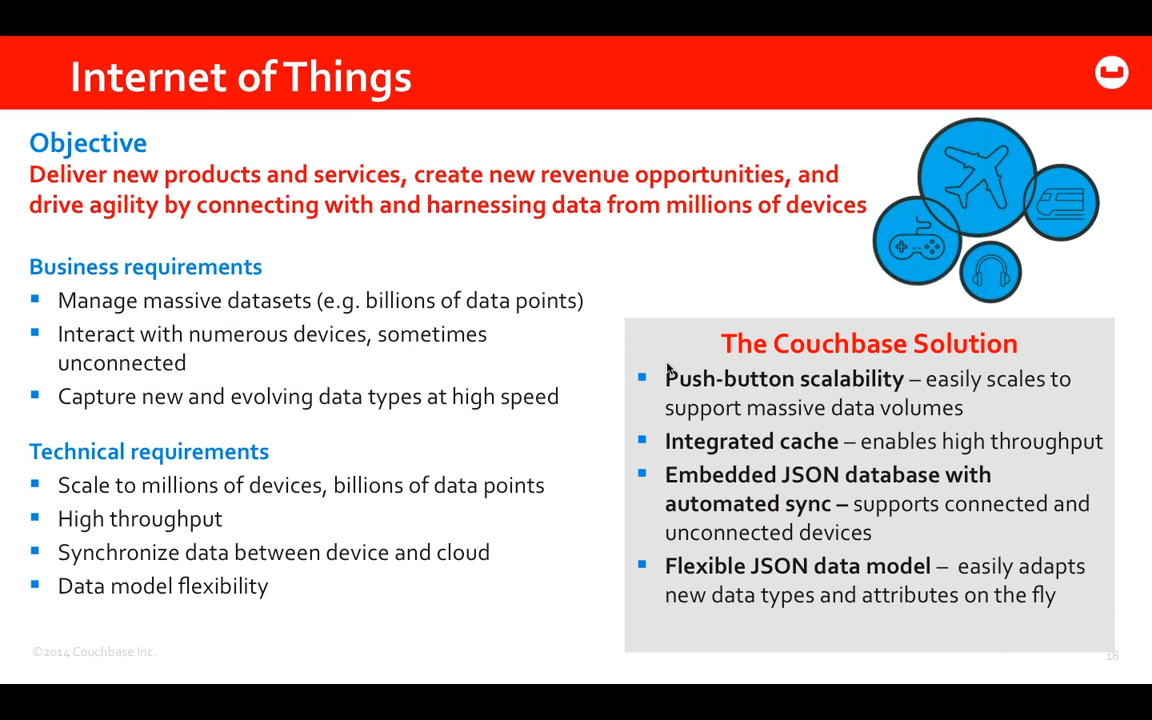 Internet of Things
Objective
Deliver new products and services, create new revenue opportunities, and
drive agility by connecting with and harnessing data from millions of devices
Business requirements
Manage massive datasets (e.g. billions of data points)
Interact with numerous devices, sometimes
unconnected
Capture new and evolving data types at high speed
Technical requirements
Scale to millions of devices, billions of data points
High throughput
Synchronize data between device and cloud
Data model flexibility
The Couchbase Solution
Push-button scalability – easily scales to
support massive data volumes
Integrated cache – enables high throughput
Embedded JSON database with
automated sync – supports connected and
unconnected devices
Flexible JSON data model – easily adapts
new data types and attributes on the fly
©2014 Couchbase Inc.
18